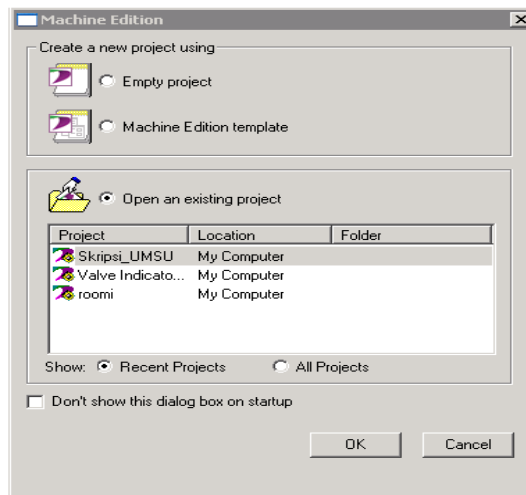 Machine Edition
Create a new project using
Empty project
Machine Edition template
Open an existing project
Project Location Folder
Skripsi_UMSU My Computer
Valve Indicato... My Computer
roomi My Computer
Show: Recent Projects All Projects
Don't show this dialog box on startup
OK Cancel